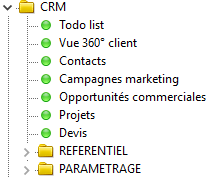 CRM
Todo list
Vue 360° client
Contacts
Campagnes marketing
Opportunités commerciales
Projets
Devis
REFERENTIEL
PARAMETRAGE